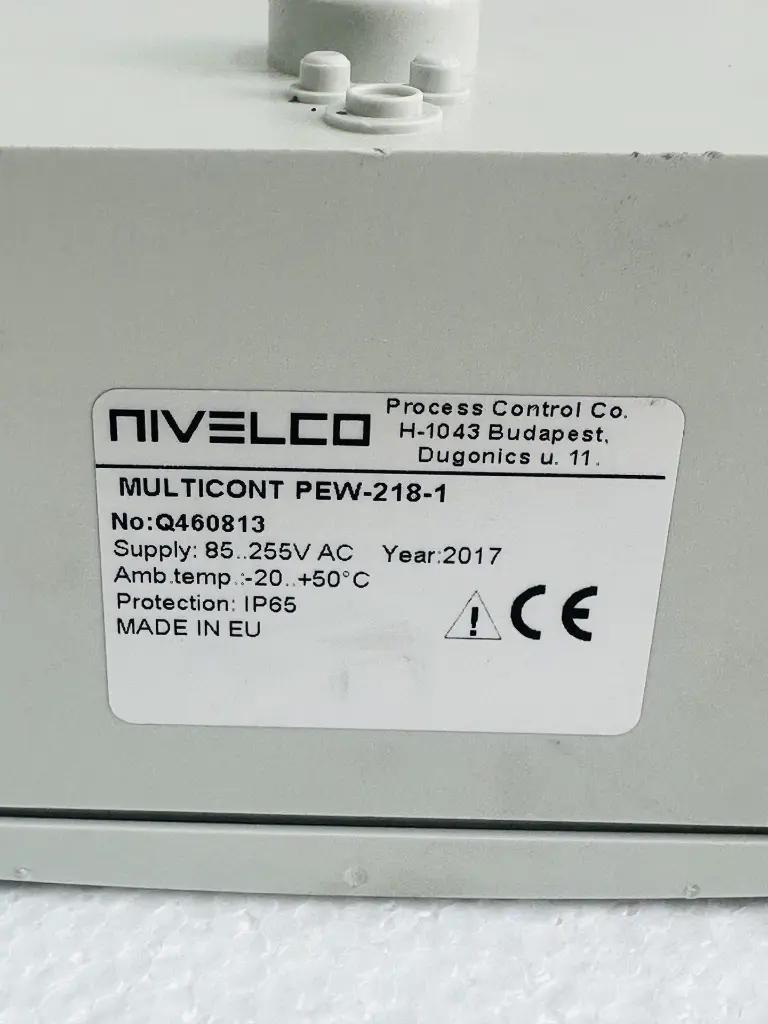 NIVELCO
Process Control Co.
H-1043 Budapest,
Dugonics u. 11.
MULTICONT PEW-218-1
No:Q460813
Supply: 85..255V AC Year:2017
Amb.temp.:-20..+50°C
Protection: IP65
MADE IN EU
! CE